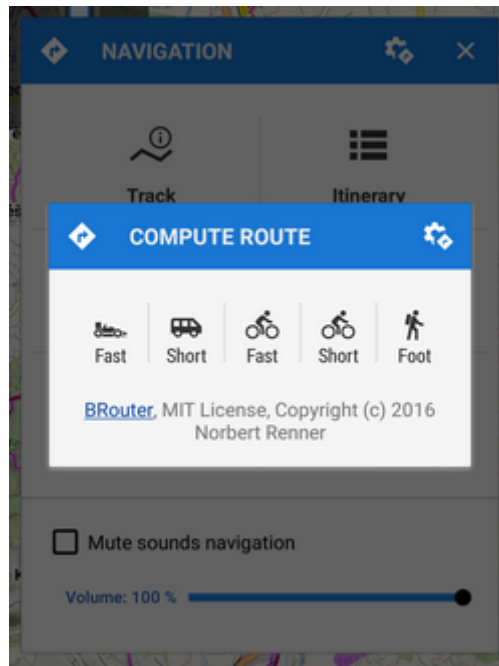 NAVIGATION
Track
Itinerary
COMPUTE ROUTE
Fast
Short
Fast
Short
Foot
BRouter, MIT License, Copyright (c) 2016
Norbert Renner
Mute sounds navigation
Volume: 100 %